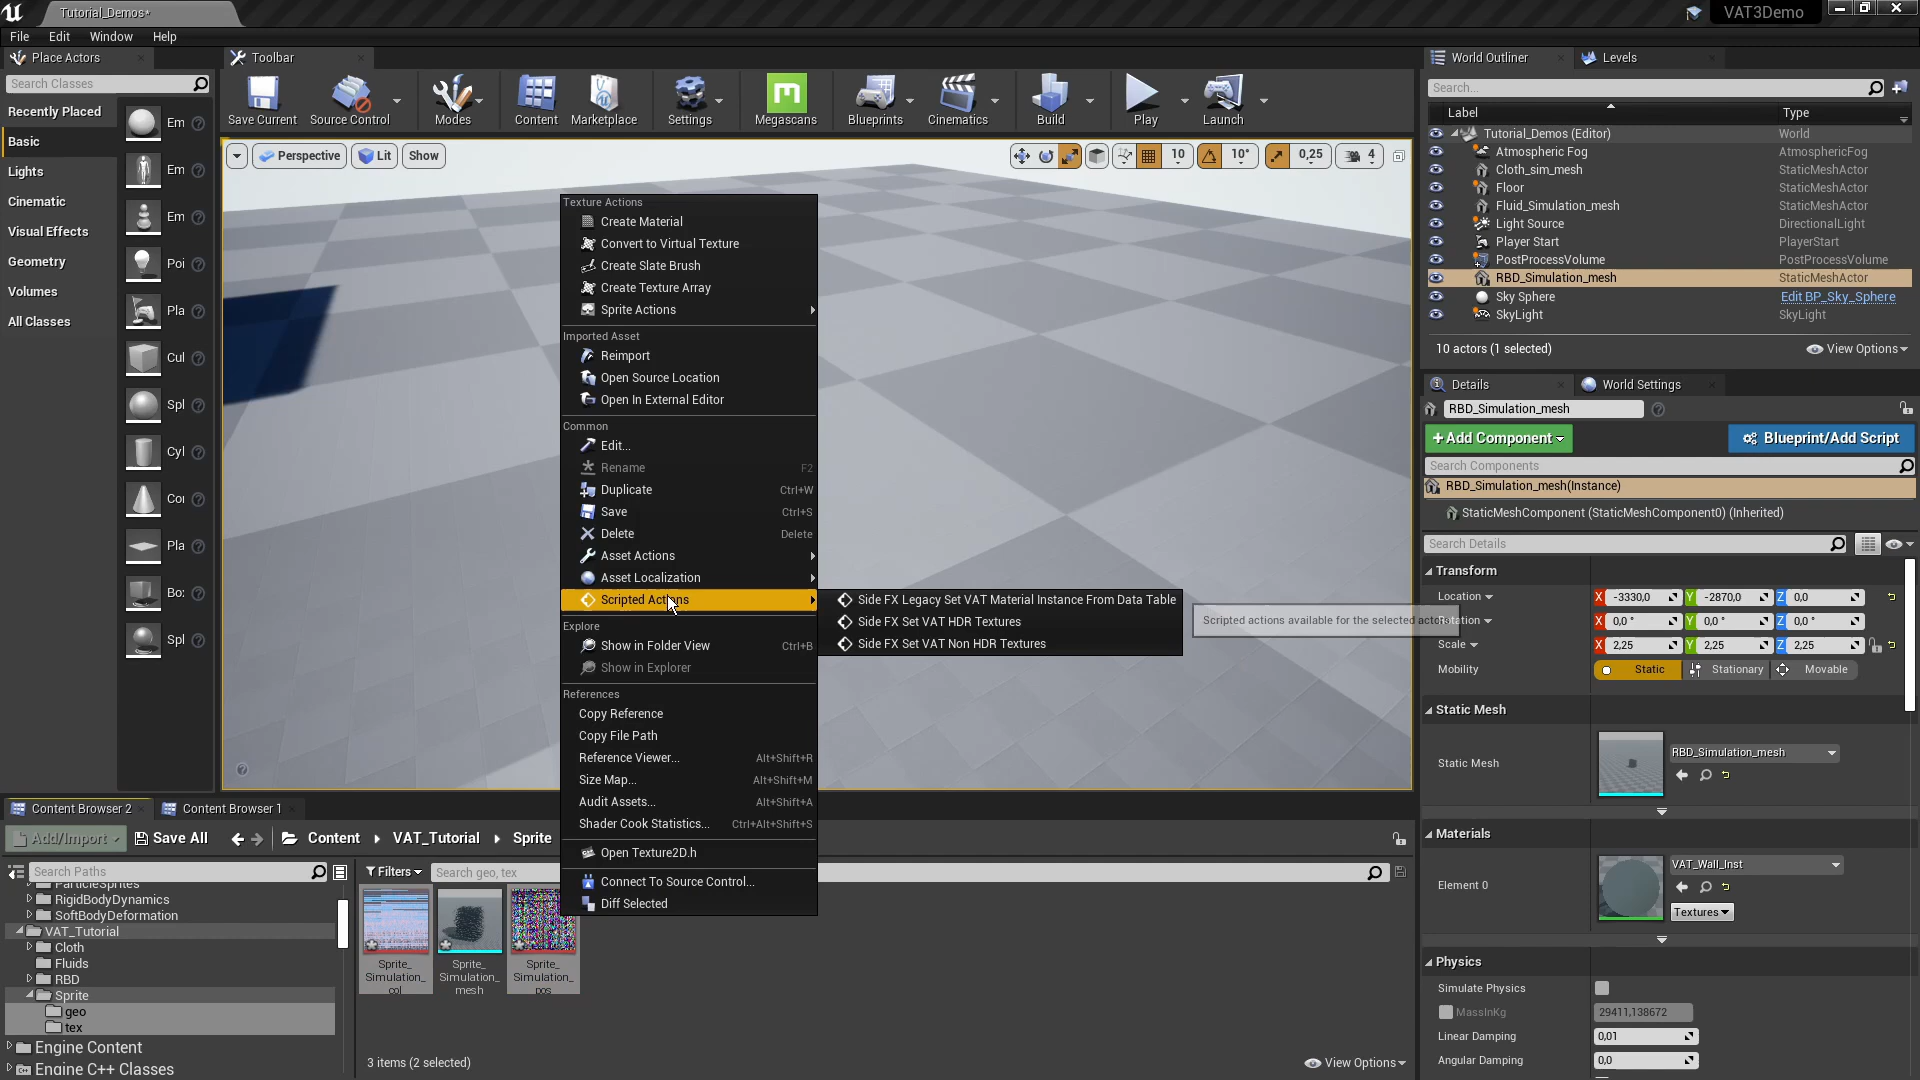 Tutorial_Demos*
VAT3Demo
File
Edit
Window
Help
Place Actors
Search Classes
Recently Placed
Basic
Lights
Cinematic
Visual Effects
Geometry
Volumes
All Classes
Em
Em
Em
Poi
Pla
Cul
Spl
Cyl
Pla
Spl
Toolbar
Save Current
Source Control
Modes
Content
Marketplace
Settings
Megascans
Blueprints
Cinematics
Build
Play
Launch
Perspective
Lit
Show
10
10°
0,25
4
Texture Actions
Create Material
Convert to Virtual Texture
Create Slate Brush
Create Texture Array
Sprite Actions
Imported Asset
Reimport
Open Source Location
Open In External Editor
Common
Edit...
Rename F2
Duplicate Ctrl+W
Save Ctrl+S
Delete Delete
Asset Actions
Asset Localization
Scripted Actions
Explore
Show in Folder View Ctrl+B
Show in Explorer
References
Copy Reference
Copy File Path
Reference Viewer... Alt+Shift+R
Size Map... Alt+Shift+M
Audit Assets... Alt+Shift+A
Shader Cook Statistics... Ctrl+Alt+Shift+S
Open Texture2D.h
Connect To Source Control...
Diff Selected
Side FX Legacy Set VAT Material Instance From Data Table
Side FX Set VAT HDR Textures
Side FX Set VAT Non HDR Textures
Scripted actions available for the selected
World Outliner
Levels
Search...
Label Type
Tutorial_Demos (Editor) World
Atmospheric Fog AtmosphericFog
Cloth_sim_mesh StaticMeshActor
Floor StaticMeshActor
Fluid_Simulation_mesh StaticMeshActor
Light Source DirectionalLight
Player Start PlayerStart
PostProcessVolume PostProcessVolume
RBD_Simulation_mesh StaticMeshActor
Sky Sphere Edit BP_Sky_Sphere
SkyLight SkyLight
10 actors (1 selected)
View Options
Details
World Settings
RBD_Simulation_mesh
+Add Component
Blueprint/Add Script
Search Components
RBD_Simulation_mesh(Instance)
StaticMeshComponent (StaticMeshComponent0) (Inherited)
Search Details
Transform
Location X -3330,0 Y -2870,0 Z 0,0
Rotation X 0,0 ° Y 0,0 ° Z 0,0 °
Scale X 2,25 Y 2,25 Z 2,25
Mobility Static Stationary Movable
Static Mesh
Static Mesh
RBD_Simulation_mesh
Materials
Element 0
VAT_Wall_Inst
Textures
Physics
Simulate Physics
MassInKg 29411,138672
Linear Damping 0,01
Angular Damping 0,0
Content Browser 2
Content Browser 1
Add/Import
Save All
Content
VAT_Tutorial
Sprite
Search Paths
Filters
Search geo, tex
ParticleSprites
RigidBodyDynamics
SoftBodyDeformation
VAT_Tutorial
Cloth
Fluids
RBD
Sprite
geo
tex
Engine Content
Engine C++ Classes
Sprite_
Simulation_
col
Sprite_
Simulation_
mesh
Sprite_
Simulation_
pos
3 items (2 selected)
View Options